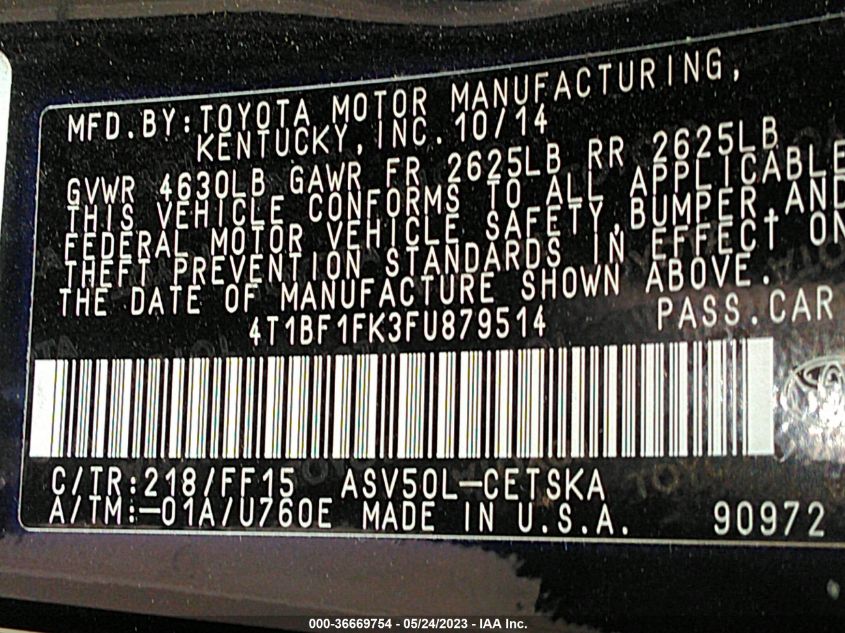 MFD.BY:TOYOTA MOTOR MANUFACTURING,
KENTUCKY,INC.10/14
GVWR 4630LB GAWR FR 2625LB RR 2625LB
THIS VEHICLE CONFORMS TO ALL APPLICABLE
FEDERAL MOTOR VEHICLE SAFETY,BUMPER,AND
THEFT PREVENTION STANDARDS IN EFFECT ON
THE DATE OF MANUFACTURE SHOWN ABOVE.
4T1BF1FK3FU879514 PASS.CAR
C/TR:218/FF15 ASV50L-CETSKA
A/TM:-01A/U760E MADE IN U.S.A. 90972
000-36669754 - 05/24/2023 - IAA Inc.